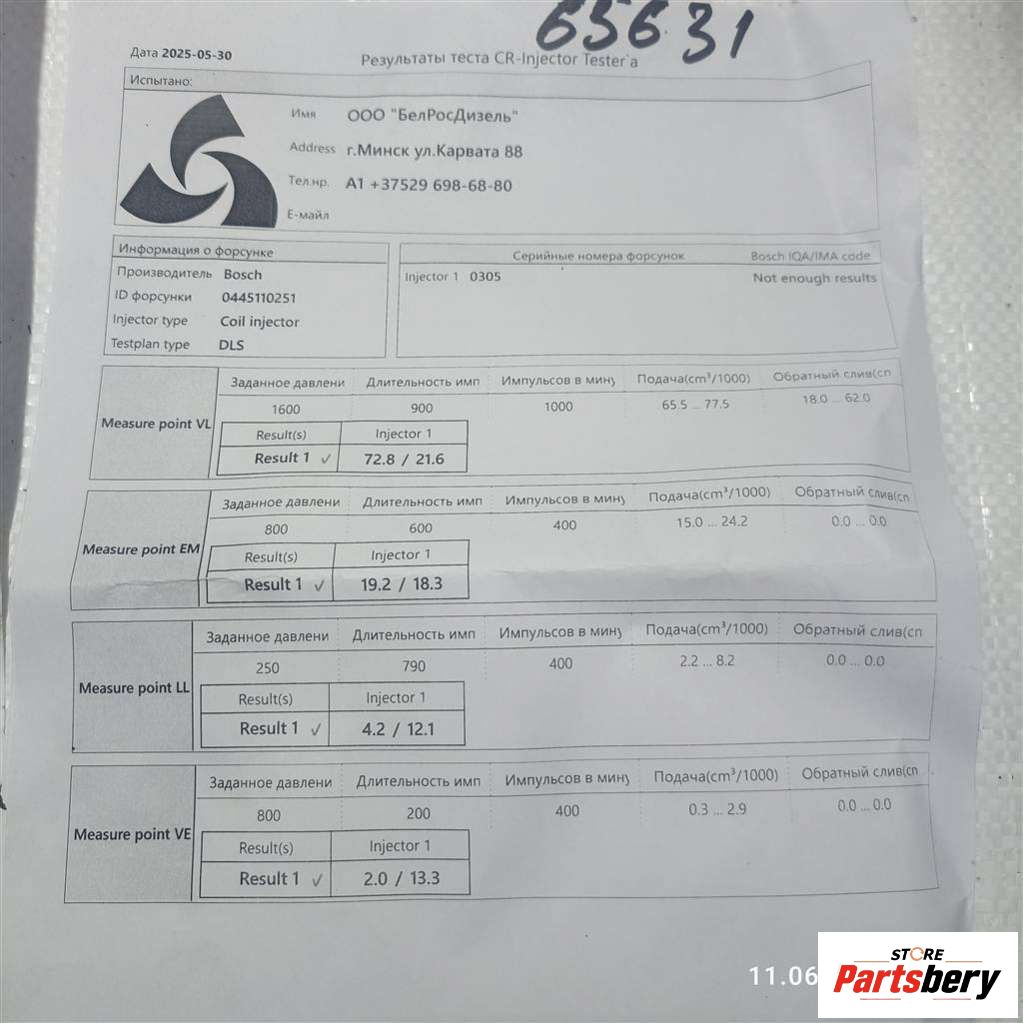 65631
Дата 2025-05-30
Результаты теста CR-Injector Tester'a
Испытано:
Имя ООО "БелРосДизель"
Address г.Минск ул.Карвата 88
Тел.нр. А1 +37529 698-68-80
Е-майл
Информация о форсунке
Производитель Bosch
ID форсунки 0445110251
Injector type Coil injector
Testplan type DLS
Серийные номера форсунок Bosch IQA/IMA code
Injector 1 0305 Not enough results
Measure point VL
Заданное давлени Длительность имп Импульсов в мину Подача(cm³/1000) Обратный слив(сп
1600 900 1000 65.5 ... 77.5 18.0 ... 62.0
Result(s) Injector 1
Result 1 ✓ 72.8 / 21.6
Measure point EM
Заданное давлени Длительность имп Импульсов в мину Подача(cm³/1000) Обратный слив(сп
800 600 400 15.0 ... 24.2 0.0 ... 0.0
Result(s) Injector 1
Result 1 ✓ 19.2 / 18.3
Measure point LL
Заданное давлени Длительность имп Импульсов в мину Подача(cm³/1000) Обратный слив(сп
250 790 400 2.2 ... 8.2 0.0 ... 0.0
Result(s) Injector 1
Result 1 ✓ 4.2 / 12.1
Measure point VE
Заданное давлени Длительность имп Импульсов в мину Подача(cm³/1000) Обратный слив(сп
800 200 400 0.3 ... 2.9 0.0 ... 0.0
Result(s) Injector 1
Result 1 ✓ 2.0 / 13.3
11.06
STORE
Partsbery